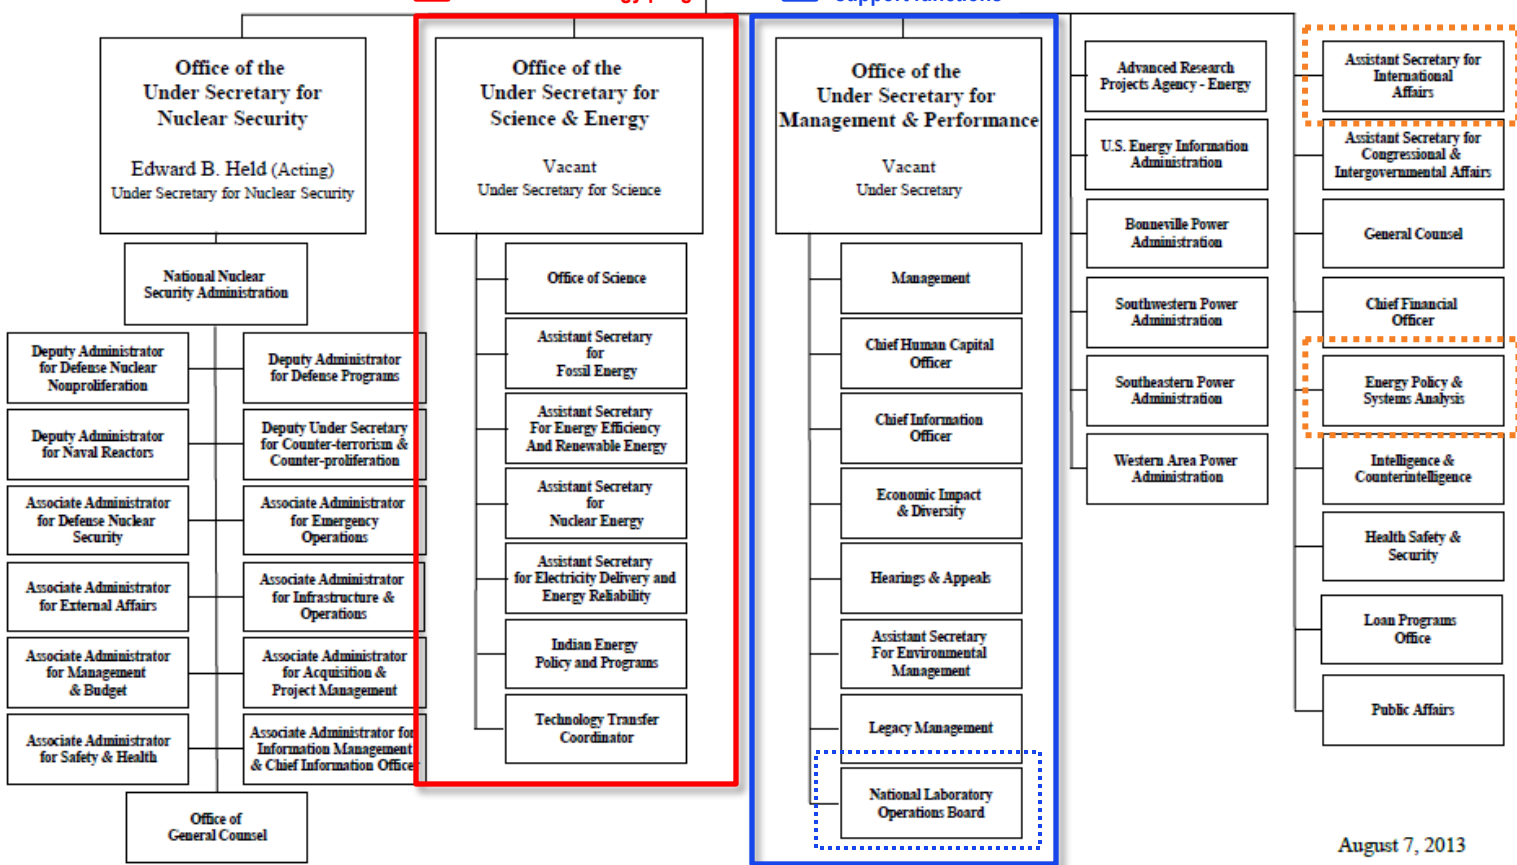 support functions
Office of the
Under Secretary for
Nuclear Security
Edward B. Held (Acting)
Under Secretary for Nuclear Security
National Nuclear
Security Administration
Deputy Administrator
for Defense Nuclear
Nonproliferation
Deputy Administrator
for Defense Programs
Deputy Administrator
for Naval Reactors
Deputy Under Secretary
for Counter-terrorism &
Counter-proliferation
Associate Administrator
for Defense Nuclear
Security
Associate Administrator
for Emergency
Operations
Associate Administrator
for External Affairs
Associate Administrator
for Infrastructure &
Operations
Associate Administrator
for Management
& Budget
Associate Administrator
for Acquisition &
Project Management
Associate Administrator
for Safety & Health
Associate Administrator for
Information Management
& Chief Information Officer
Office of
General Counsel
Office of the
Under Secretary for
Science & Energy
Vacant
Under Secretary for Science
Office of Science
Assistant Secretary
for
Fossil Energy
Assistant Secretary
For Energy Efficiency
And Renewable Energy
Assistant Secretary
for
Nuclear Energy
Assistant Secretary
for Electricity Delivery and
Energy Reliability
Indian Energy
Policy and Programs
Technology Transfer
Coordinator
Office of the
Under Secretary for
Management & Performance
Vacant
Under Secretary
Management
Chief Human Capital
Officer
Chief Information
Officer
Economic Impact
& Diversity
Hearings & Appeals
Assistant Secretary
For Environmental
Management
Legacy Management
National Laboratory
Operations Board
Advanced Research
Projects Agency - Energy
U.S. Energy Information
Administration
Bonneville Power
Administration
Southwestern Power
Administration
Southeastern Power
Administration
Western Area Power
Administration
Assistant Secretary for
International
Affairs
Assistant Secretary for
Congressional &
Intergovernmental Affairs
General Counsel
Chief Financial
Officer
Energy Policy &
Systems Analysis
Intelligence &
Counterintelligence
Health Safety &
Security
Loan Programs
Office
Public Affairs
August 7, 2013